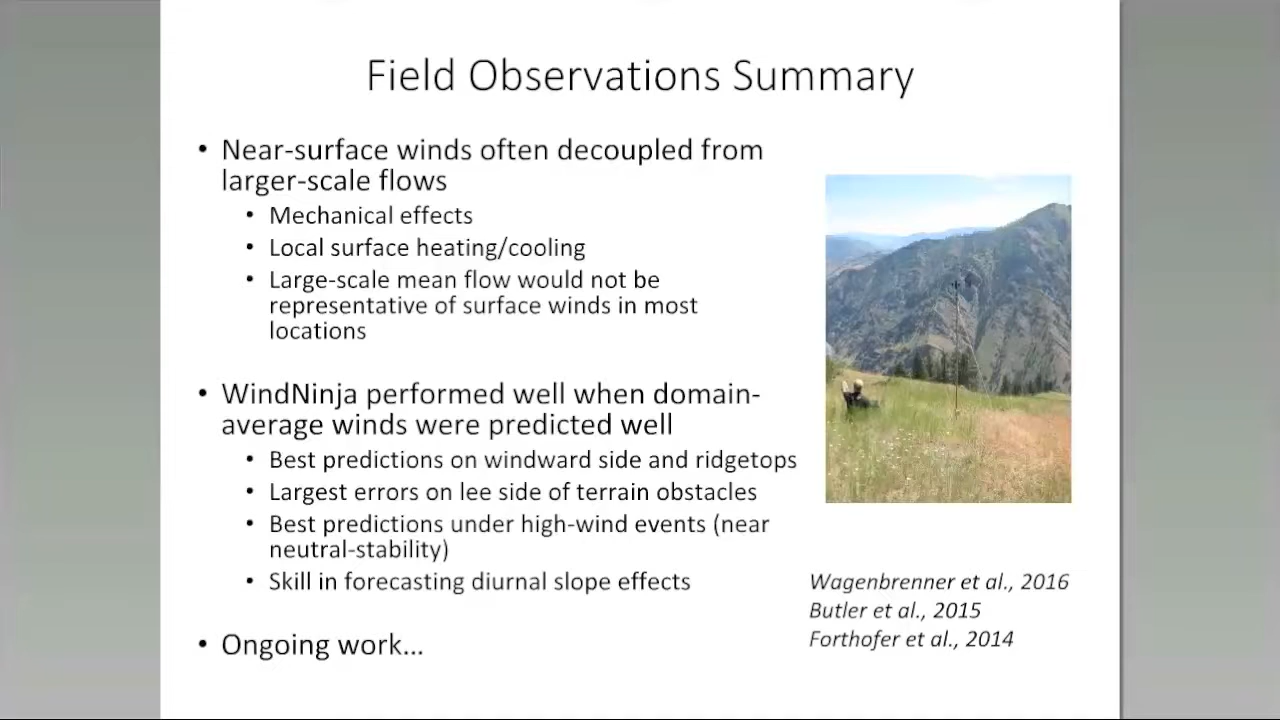 Field Observations Summary
• Near-surface winds often decoupled from
larger-scale flows
• Mechanical effects
• Local surface heating/cooling
• Large-scale mean flow would not be
representative of surface winds in most
locations
• WindNinja performed well when domain-
average winds were predicted well
• Best predictions on windward side and ridgetops
• Largest errors on lee side of terrain obstacles
• Best predictions under high-wind events (near
neutral-stability)
• Skill in forecasting diurnal slope effects
• Ongoing work…
Wagenbrenner et al., 2016
Butler et al., 2015
Forthofer et al., 2014